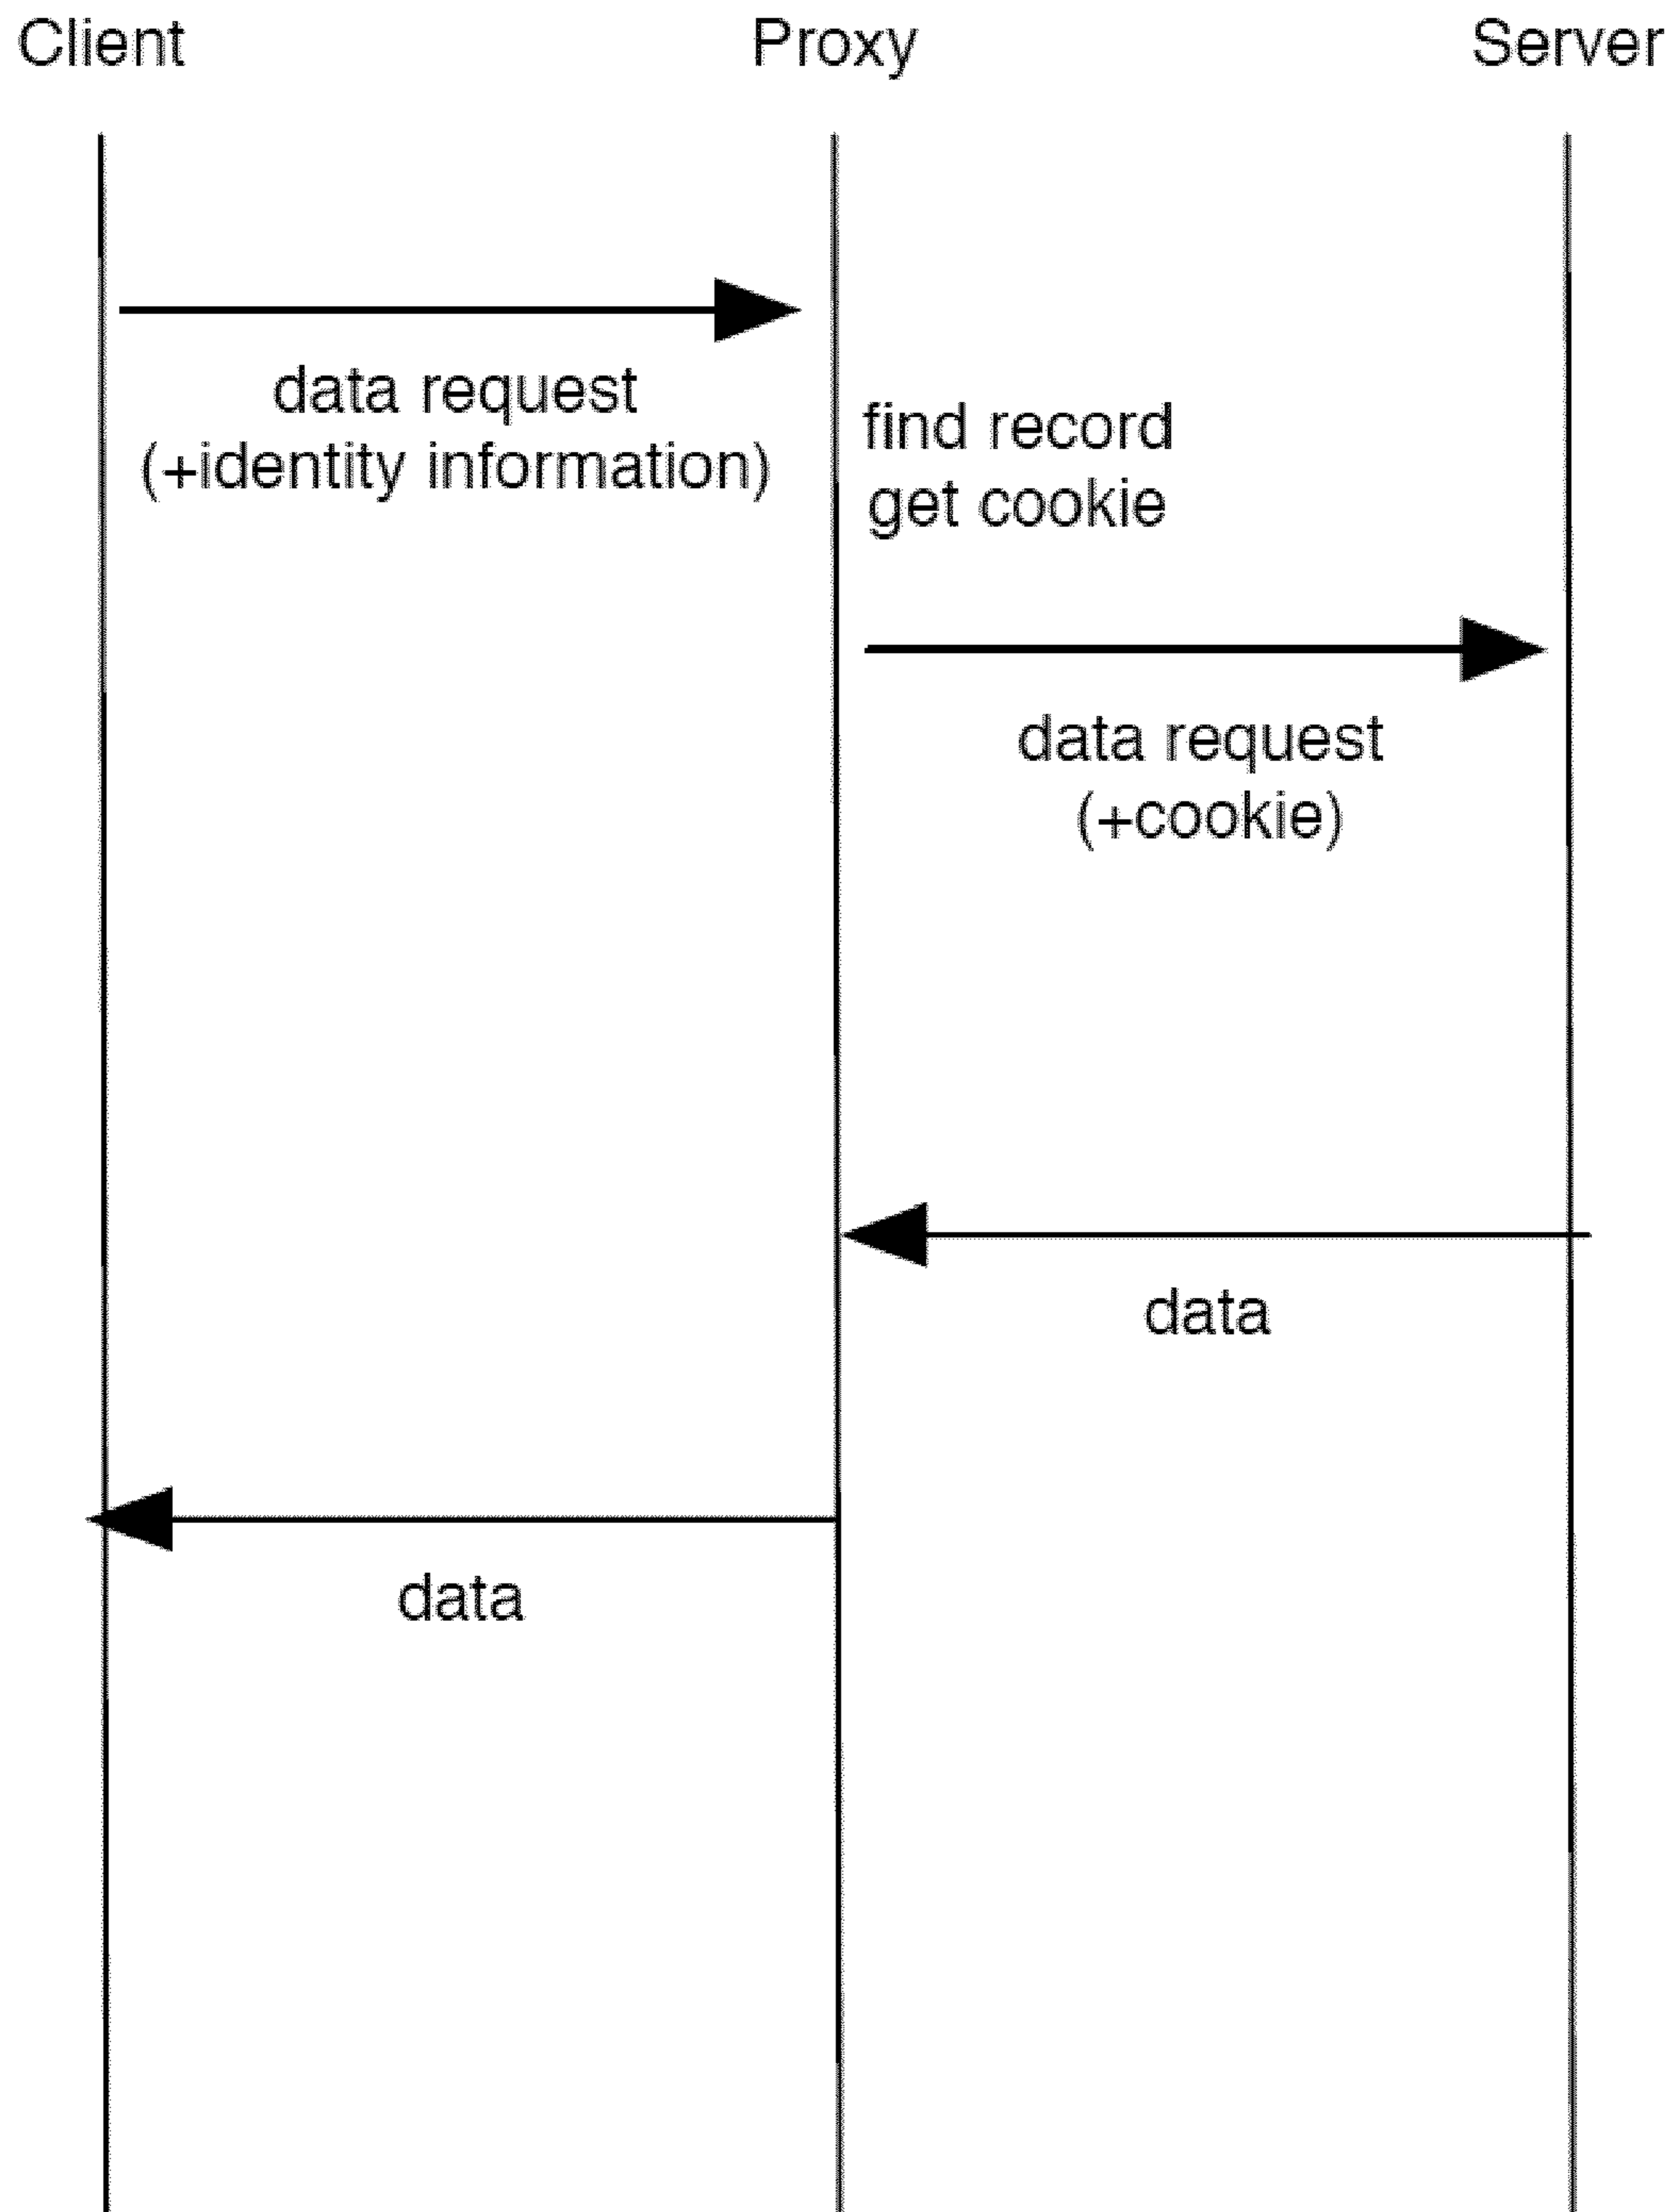 Client
Proxy
Server
data request
(+identity information)
find record
get cookie
data request
(+cookie)
data
data